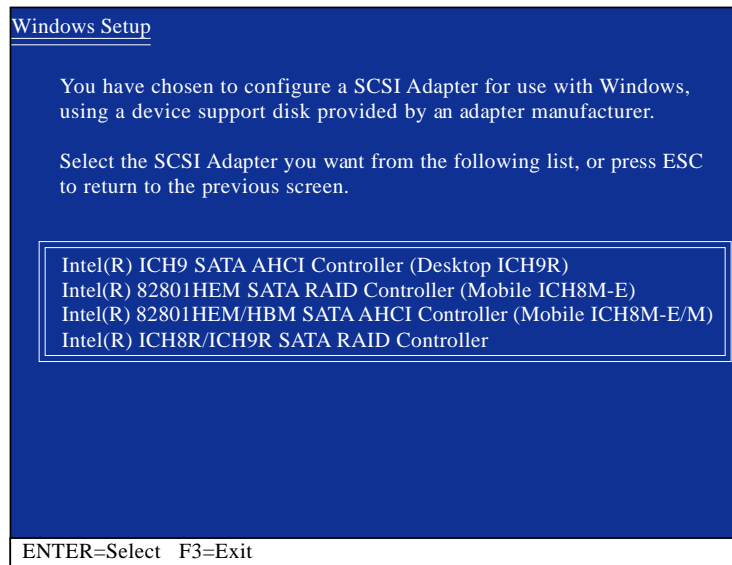 Windows Setup
You have chosen to configure a SCSI Adapter for use with Windows,
using a device support disk provided by an adapter manufacturer.
Select the SCSI Adapter you want from the following list, or press ESC
to return to the previous screen.
Intel(R) ICH9 SATA AHCI Controller (Desktop ICH9R)
Intel(R) 82801HEM SATA RAID Controller (Mobile ICH8M-E)
Intel(R) 82801HEM/HBM SATA AHCI Controller (Mobile ICH8M-E/M)
Intel(R) ICH8R/ICH9R SATA RAID Controller
ENTER=Select F3=Exit